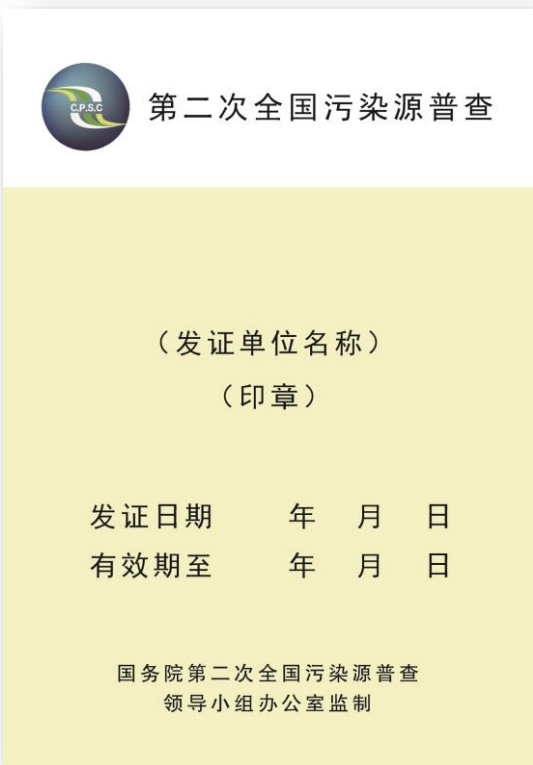 C.P.S.C
第二次全国污染源普查
（发证单位名称）
（印章）
发证日期 年 月 日
有效期至 年 月 日
国务院第二次全国污染源普查
领导小组办公室监制